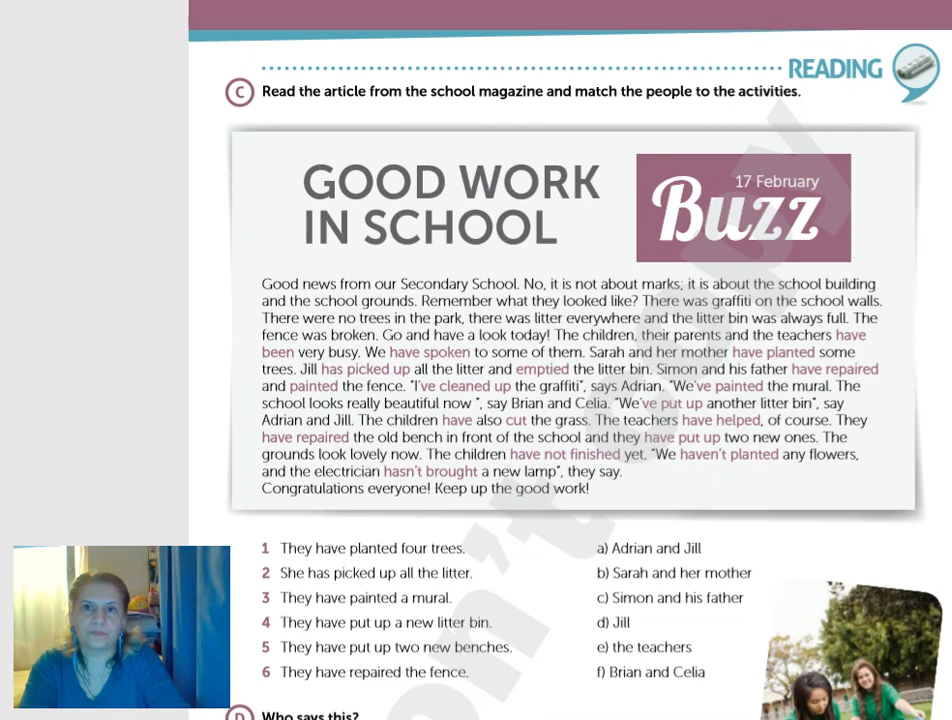 READING
C Read the article from the school magazine and match the people to the activities.
GOOD WORK
IN SCHOOL
17 February
Buzz
Good news from our Secondary School. No, it is not about marks; it is about the school building
and the school grounds. Remember what they looked like? There was graffiti on the school walls.
There were no trees in the park, there was litter everywhere and the litter bin was always full. The
fence was broken. Go and have a look today! The children, their parents and the teachers have
been very busy. We have spoken to some of them. Sarah and her mother have planted some
trees. Jill has picked up all the litter and emptied the litter bin. Simon and his father have repaired
and painted the fence. "I've cleaned up the graffiti", says Adrian. "We've painted the mural. The
school looks really beautiful now ", say Brian and Celia. "We've put up another litter bin", say
Adrian and Jill. The children have also cut the grass. The teachers have helped, of course. They
have repaired the old bench in front of the school and they have put up two new ones. The
grounds look lovely now. The children have not finished yet. "We haven't planted any flowers,
and the electrician hasn't brought a new lamp", they say.
Congratulations everyone! Keep up the good work!
1 They have planted four trees.
2 She has picked up all the litter.
3 They have painted a mural.
4 They have put up a new litter bin.
5 They have put up two new benches.
6 They have repaired the fence.
a) Adrian and Jill
b) Sarah and her mother
c) Simon and his father
d) Jill
e) the teachers
f) Brian and Celia
D Who says this?
on't copy